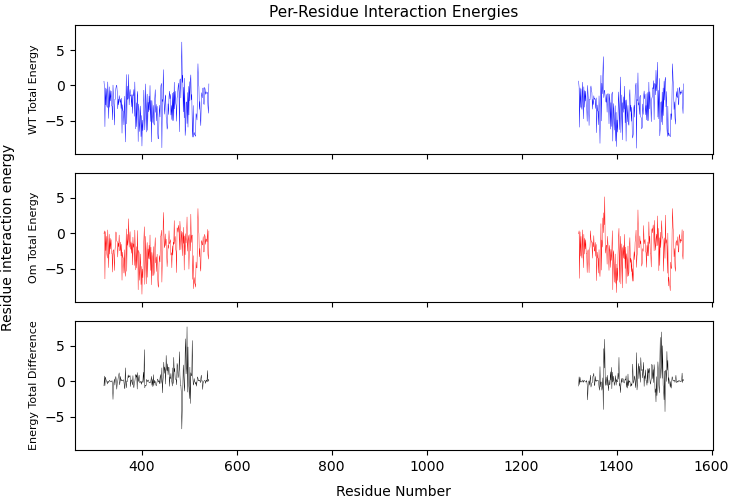 Per-Residue Interaction Energies
Residue interaction energy
WT Total Energy
5
0
−5
Om Total Energy
5
0
−5
Energy Total Difference
5
0
−5
400 600 800 1000 1200 1400 1600
Residue Number